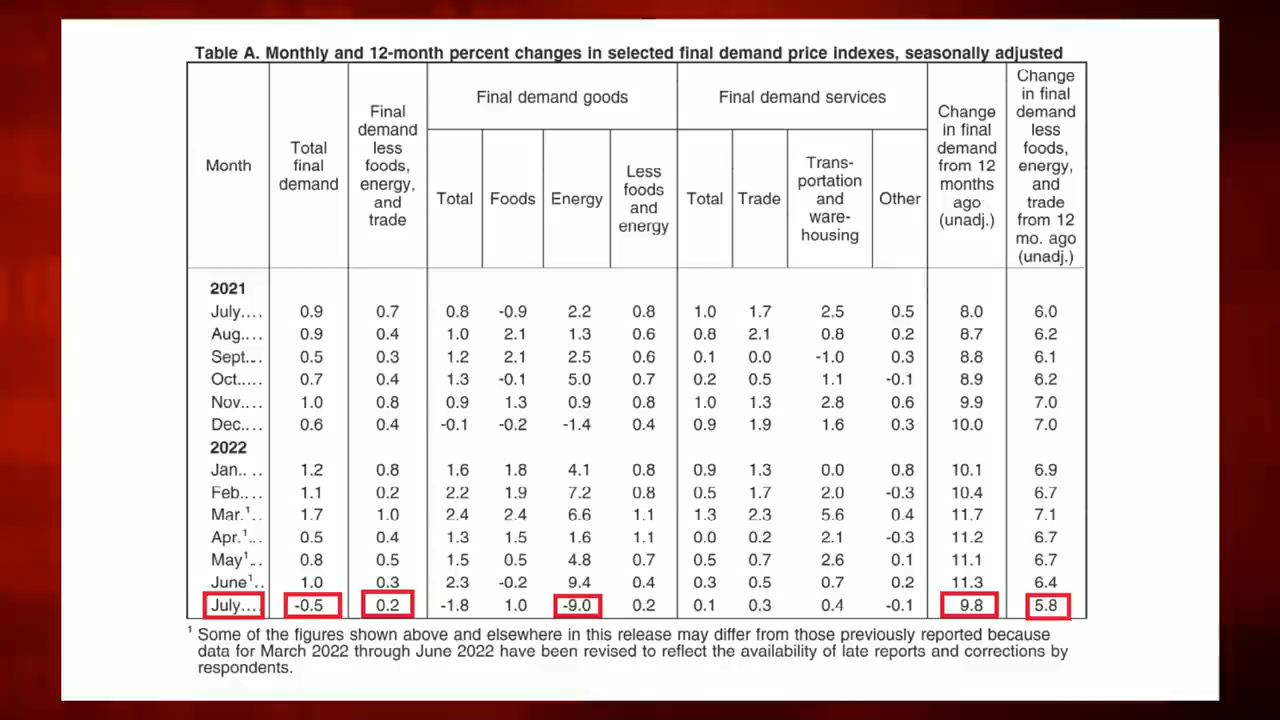 Table A. Monthly and 12-month percent changes in selected final demand price indexes, seasonally adjusted
Month
Total
final
demand
Final
demand
less
foods,
energy,
and
trade
Final demand goods
Total
Foods
Energy
Less
foods
and
energy
Final demand services
Total
Trade
Trans-
portation
and
ware-
housing
Other
Change
in final
demand
from 12
months
ago
(unadj.)
Change
in final
demand
less
foods,
energy,
and
trade
from 12
mo. ago
(unadj.)
2021
July.... 0.9 0.7 0.8 -0.9 2.2 0.8 1.0 1.7 2.5 0.5 8.0 6.0
Aug.... 0.9 0.4 1.0 2.1 1.3 0.6 0.8 2.1 0.8 0.2 8.7 6.2
Sept... 0.5 0.3 1.2 2.1 2.5 0.6 0.1 0.0 -1.0 0.3 8.8 6.1
Oct..... 0.7 0.4 1.3 -0.1 5.0 0.7 0.2 0.5 1.1 -0.1 8.9 6.2
Nov.... 1.0 0.8 0.9 1.3 0.9 0.8 1.0 1.3 2.8 0.6 9.9 7.0
Dec.... 0.6 0.4 -0.1 -0.2 -1.4 0.4 0.9 1.9 1.6 0.3 10.0 7.0
2022
Jan.. .. 1.2 0.8 1.6 1.8 4.1 0.8 0.9 1.3 0.0 0.8 10.1 6.9
Feb.... 1.1 0.2 2.2 1.9 7.2 0.8 0.5 1.7 2.0 -0.3 10.4 6.7
Mar.¹.. 1.7 1.0 2.4 2.4 6.6 1.1 1.3 2.3 5.6 0.4 11.7 7.1
Apr.¹... 0.5 0.4 1.3 1.5 1.6 1.1 0.0 0.2 2.1 -0.3 11.2 6.7
May¹... 0.8 0.5 1.5 0.5 4.8 0.7 0.5 0.7 2.6 0.1 11.1 6.7
June¹.. 1.0 0.3 2.3 -0.2 9.4 0.4 0.3 0.5 0.7 0.2 11.3 6.4
July.... -0.5 0.2 -1.8 1.0 -9.0 0.2 0.1 0.3 0.4 -0.1 9.8 5.8
¹ Some of the figures shown above and elsewhere in this release may differ from those previously reported because
data for March 2022 through June 2022 have been revised to reflect the availability of late reports and corrections by
respondents.